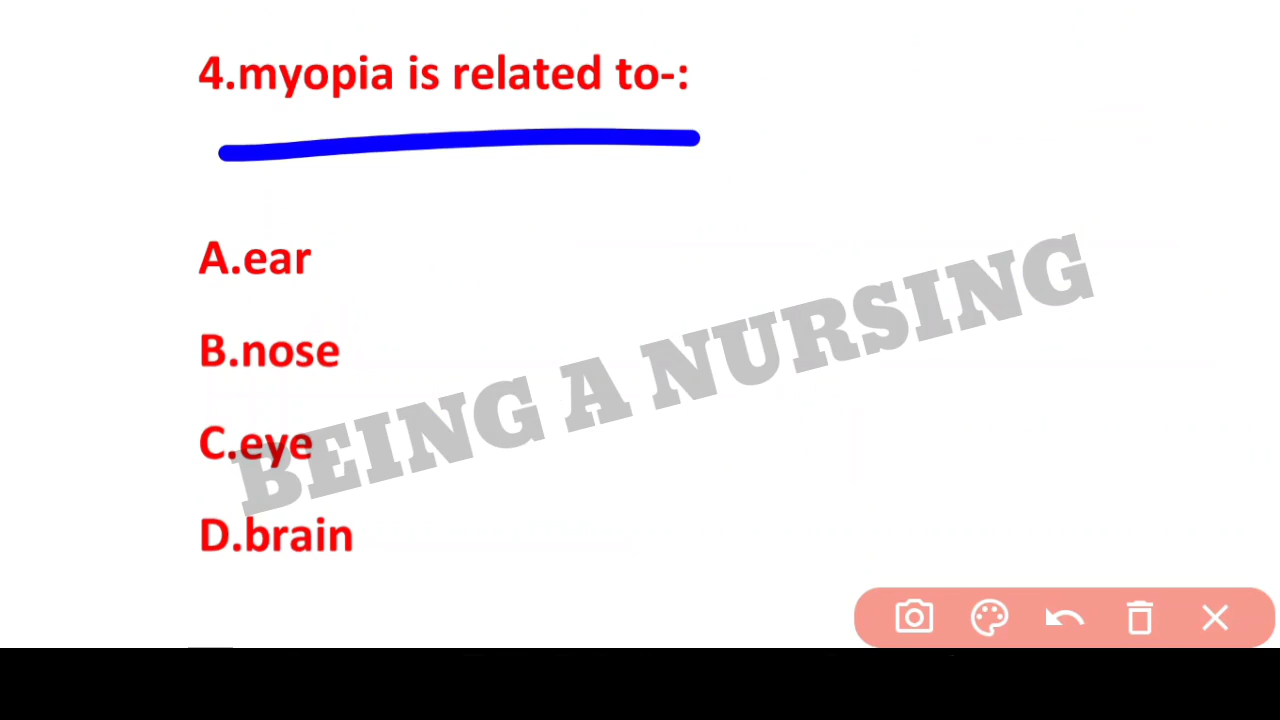 4.myopia is related to-:
A.ear
B.nose
C.eye
D.brain
BEING A NURSING